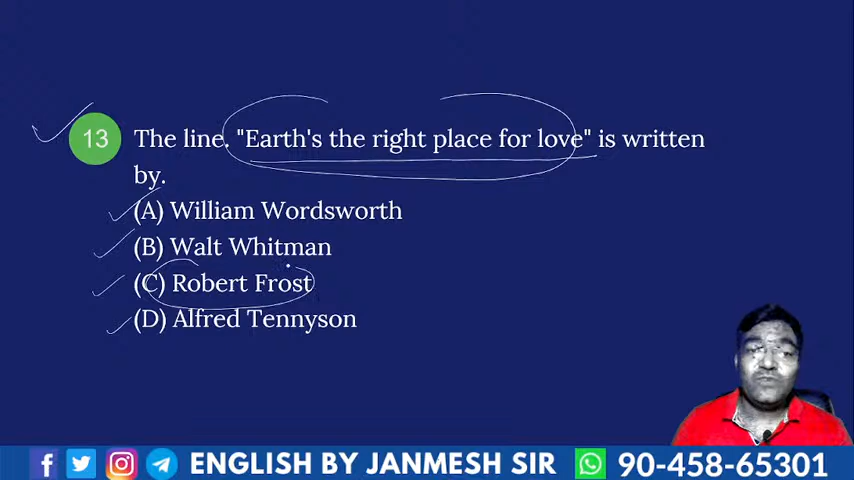 13
The line. "Earth's the right place for love" is written
by.
(A) William Wordsworth
(B) Walt Whitman
(C) Robert Frost
(D) Alfred Tennyson
ENGLISH BY JANMESH SIR 90-458-65301